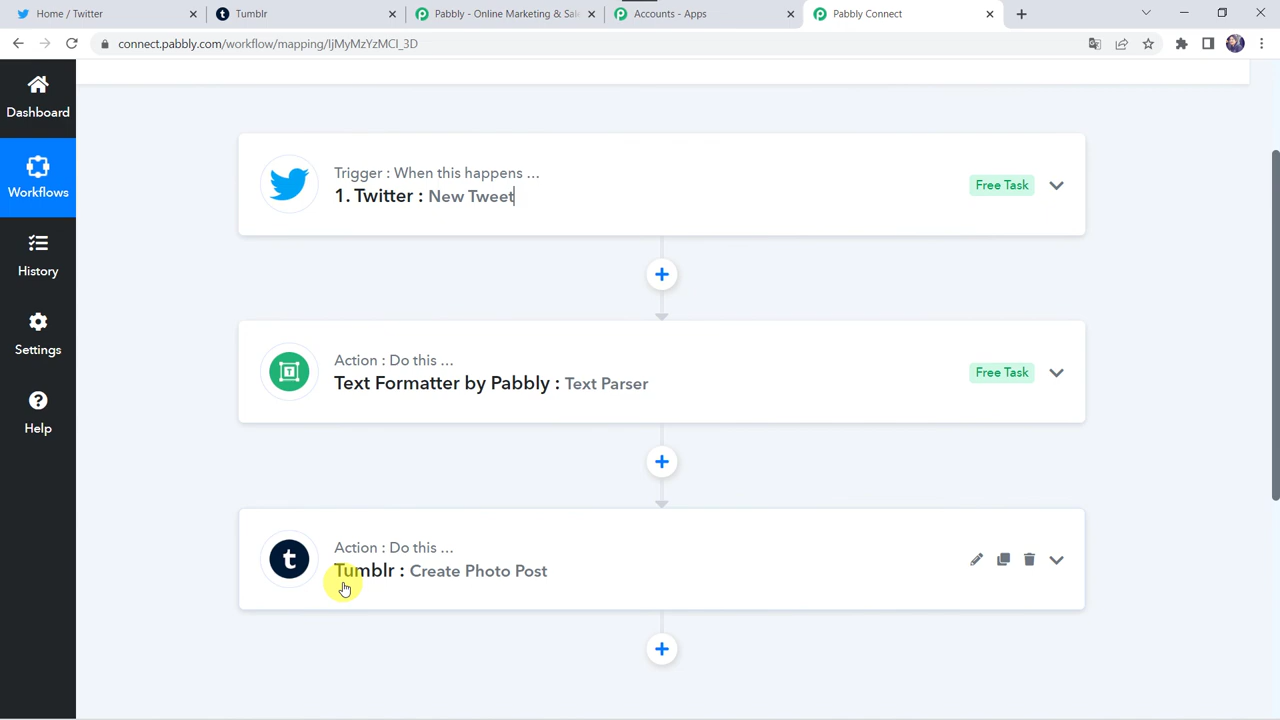 Home / Twitter
Tumblr
Pabbly - Online Marketing & Sal
Accounts - Apps
Pabbly Connect
connect.pabbly.com/workflow/mapping/IjMyMzYzMCI_3D
Dashboard
Workflows
History
Settings
Help
Trigger : When this happens ...
1. Twitter : New Tweet
Free Task
Action : Do this ...
Text Formatter by Pabbly : Text Parser
Free Task
Action : Do this ...
Tumblr : Create Photo Post